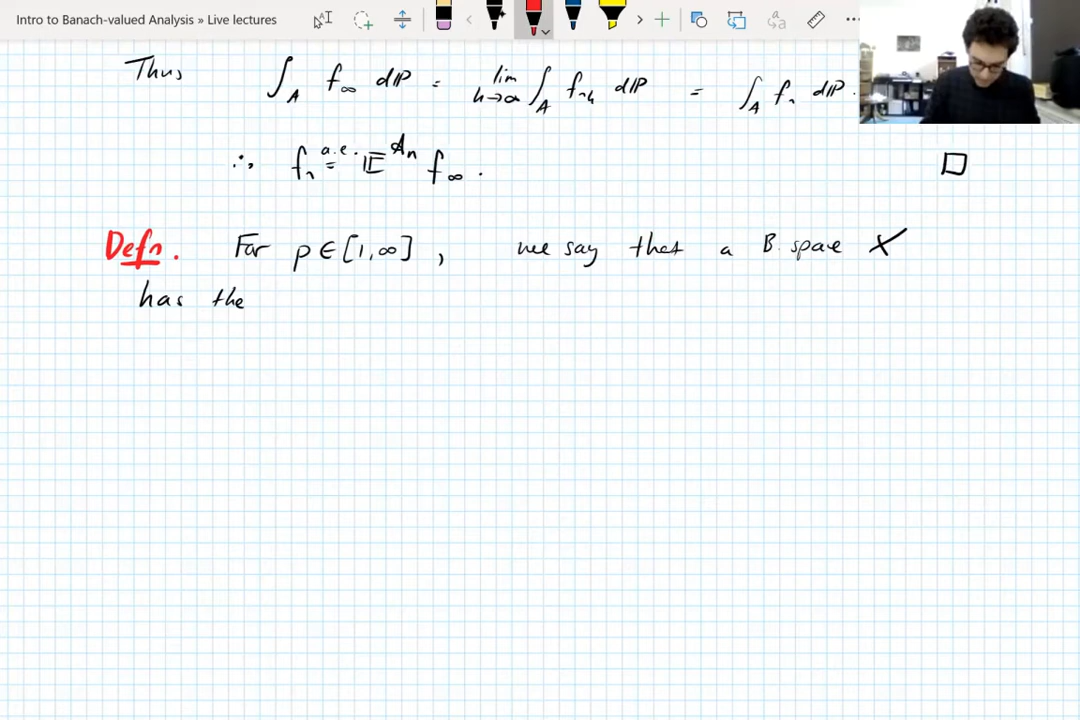 Intro to Banach-valued Analysis » Live lectures
Thus ∫_A f_∞ dℙ = lim_{k→∞} ∫_A f_{n_k} dℙ = ∫_A f_n dℙ.
∴ f_n =^{a.e.} 𝔼^{𝒜_n} f_∞. □
Defn. For p ∈ [1,∞], we say that a B. space X
has the